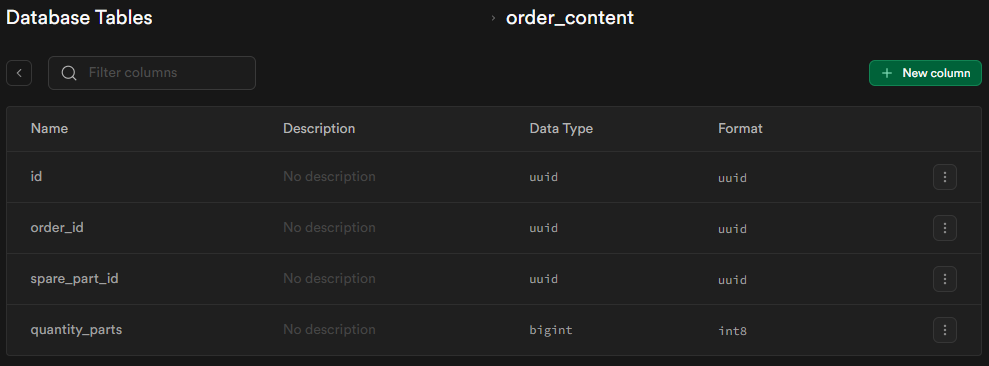 Database Tables › order_content
Filter columns
+ New column
Name Description Data Type Format
id No description uuid uuid
order_id No description uuid uuid
spare_part_id No description uuid uuid
quantity_parts No description bigint int8